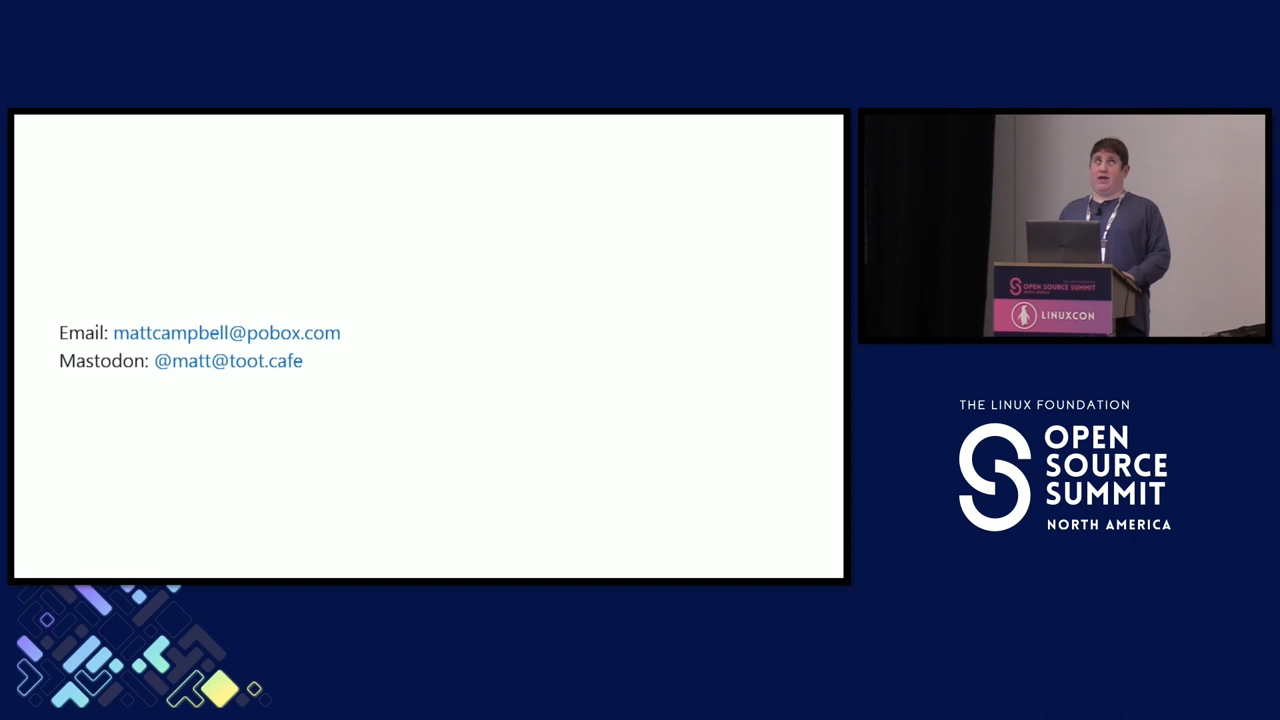 Email: mattcampbell@pobox.com
Mastodon: @matt@toot.cafe
OPEN SOURCE SUMMIT
LINUXCON
THE LINUX FOUNDATION
OPEN
SOURCE
SUMMIT
NORTH AMERICA